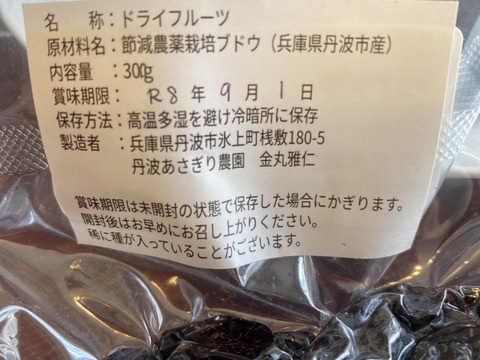 名　　称：ドライフルーツ
原材料名：節減農薬栽培ブドウ（兵庫県丹波市産）
内容量　：300g
賞味期限：R8年9月1日
保存方法：高温多湿を避け冷暗所に保存
製造者　：兵庫県丹波市氷上町桟敷180-5
丹波あさぎり農園　金丸雅仁
賞味期限は未開封の状態で保存した場合にかぎります。
開封後はお早めにお召し上がりください。
稀に種が入っていることがございます。